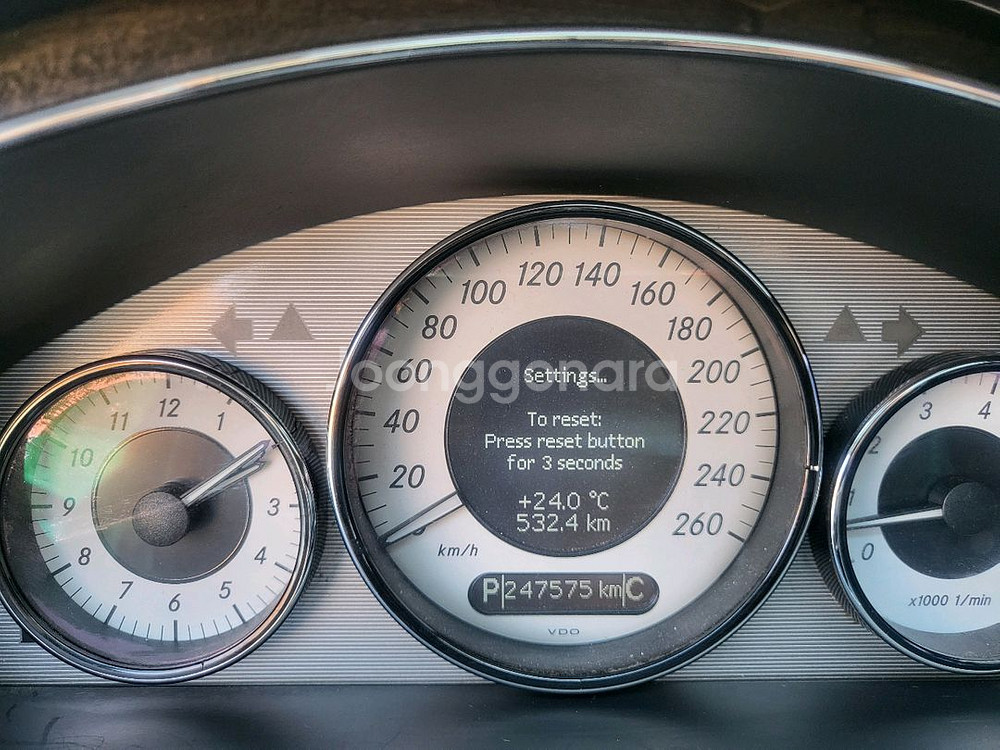 joonggonara
Settings...
To reset:
Press reset button
for 3 seconds
+24.0 °C
532.4 km
20
40
60
80
100
120
140
160
180
200
220
240
260
km/h
P 247575 km C
VDO
12
1
3
4
5
6
7
8
9
10
11
0
2
3
4
x1000 1/min